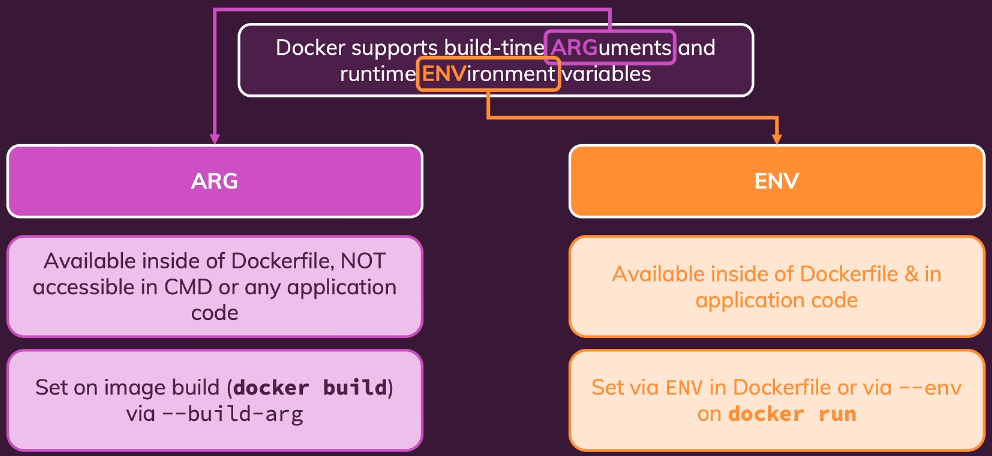 Docker supports build-time ARGuments and
runtime ENVironment variables
ARG
Available inside of Dockerfile, NOT
accessible in CMD or any application
code
Set on image build (docker build)
via --build-arg
ENV
Available inside of Dockerfile & in
application code
Set via ENV in Dockerfile or via --env
on docker run